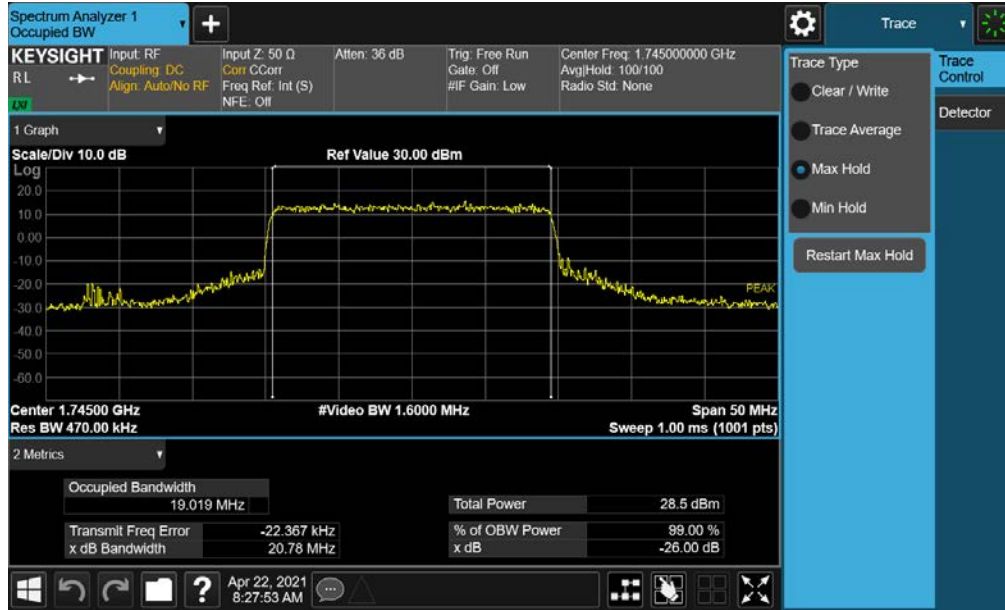 Spectrum Analyzer 1
Occupied BW
Trace
KEYSIGHT
RL
LXI
Input: RF
Coupling: DC
Align: Auto/No RF
Input Z: 50 Ω
Corr CCorr
Freq Ref: Int (S)
NFE: Off
Atten: 36 dB
Trig: Free Run
Gate: Off
#IF Gain: Low
Center Freq: 1.745000000 GHz
Avg|Hold: 100/100
Radio Std: None
Trace Type
Clear / Write
Trace Average
Max Hold
Min Hold
Restart Max Hold
Trace
Control
Detector
1 Graph
Scale/Div 10.0 dB
Ref Value 30.00 dBm
Log
20.0
10.0
0.00
-10.0
-20.0
-30.0
-40.0
-50.0
-60.0
PEAK
Center 1.74500 GHz
#Video BW 1.6000 MHz
Span 50 MHz
Res BW 470.00 kHz
Sweep 1.00 ms (1001 pts)
2 Metrics
Occupied Bandwidth
19.019 MHz
Total Power 28.5 dBm
Transmit Freq Error -22.367 kHz
% of OBW Power 99.00 %
x dB Bandwidth 20.78 MHz
x dB -26.00 dB
Apr 22, 2021
8:27:53 AM